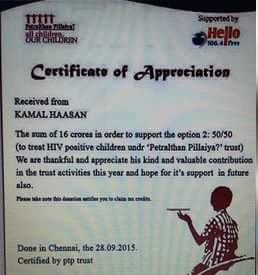 Petralthan Pillaiya?
all children,
OUR CHILDREN
Supported by
Hello
106.4 fm
Certificate of Appreciation
Received from
KAMAL HAASAN
The sum of 16 crores in order to support the option 2: 50/50
(to treat HIV positive children undr 'Petralthan Pillaiya?' trust)
We are thankful and appreciate his kind and valuable contribution
in the trust activities this year and hope for it's support in future
also.
Please take note this donation entitles you to claim tax credits.
Done in Chennai, the 28.09.2015.
Certified by ptp trust